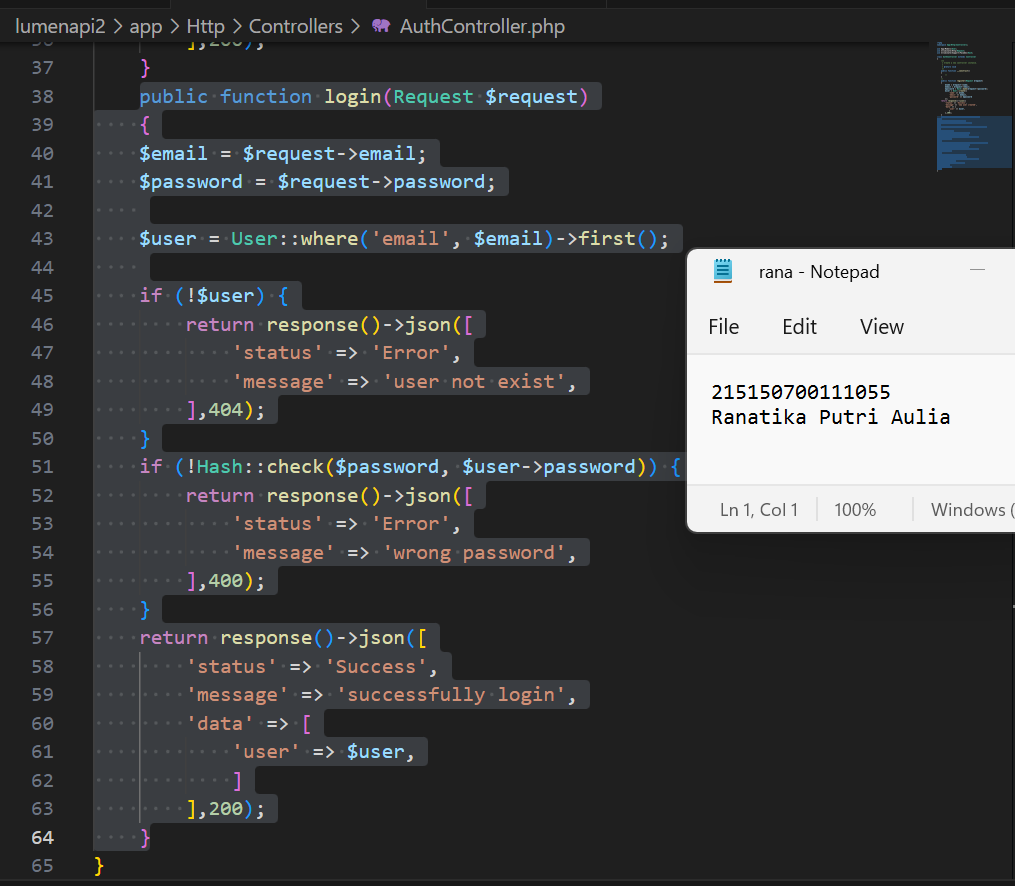 lumenapi2 > app > Http > Controllers > AuthController.php
36 ],200);
37 }
38 public function login(Request $request)
39 {
40 $email = $request->email;
41 $password = $request->password;
42
43 $user = User::where('email', $email)->first();
44
45 if (!$user) {
46 return response()->json([
47 'status' => 'Error',
48 'message' => 'user not exist',
49 ],404);
50 }
51 if (!Hash::check($password, $user->password)) {
52 return response()->json([
53 'status' => 'Error',
54 'message' => 'wrong password',
55 ],400);
56 }
57 return response()->json([
58 'status' => 'Success',
59 'message' => 'successfully login',
60 'data' => [
61 'user' => $user,
62 ]
63 ],200);
64 }
65 }
rana - Notepad
File Edit View
215150700111055
Ranatika Putri Aulia
Ln 1, Col 1 100% Windows (